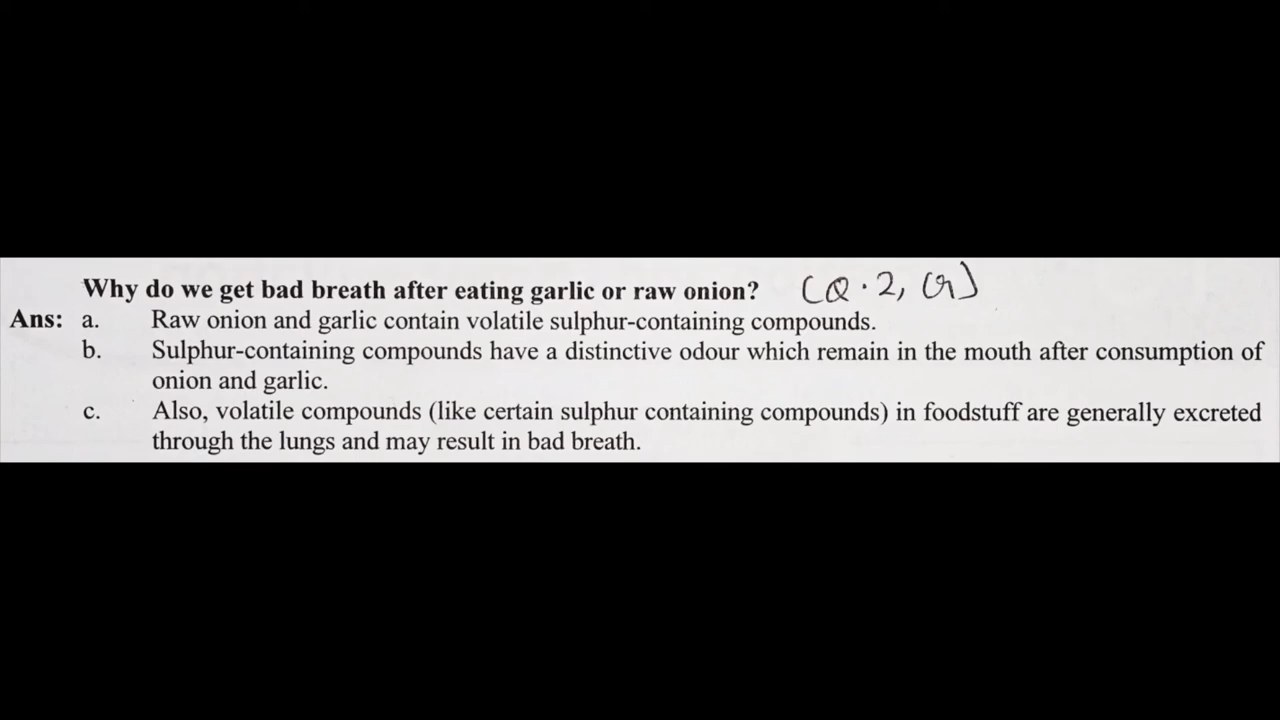 Why do we get bad breath after eating garlic or raw onion? (Q.2, (9)
Ans: a. Raw onion and garlic contain volatile sulphur-containing compounds.
b. Sulphur-containing compounds have a distinctive odour which remain in the mouth after consumption of
onion and garlic.
c. Also, volatile compounds (like certain sulphur containing compounds) in foodstuff are generally excreted
through the lungs and may result in bad breath.